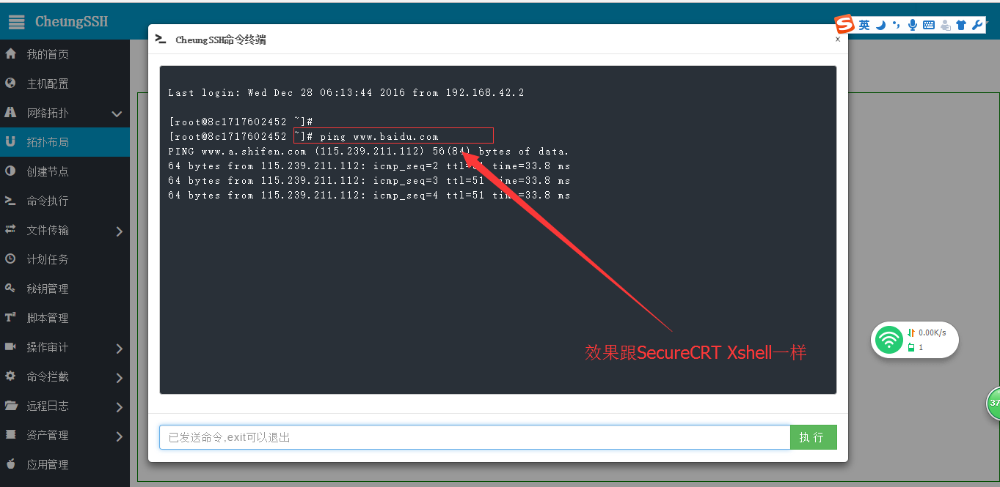 CheungSSH
英
CheungSSH命令终端
×
我的首页
主机配置
网络拓扑
拓扑布局
创建节点
命令执行
文件传输
计划任务
秘钥管理
脚本管理
操作审计
命令拦截
远程日志
资产管理
应用管理
Last login: Wed Dec 28 06:13:44 2016 from 192.168.42.2
[root@8c1717602452 ~]#
[root@8c1717602452 ~]# ping www.baidu.com
PING www.a.shifen.com (115.239.211.112) 56(84) bytes of data.
64 bytes from 115.239.211.112: icmp_seq=2 ttl=51 time=33.8 ms
64 bytes from 115.239.211.112: icmp_seq=3 ttl=51 time=33.8 ms
64 bytes from 115.239.211.112: icmp_seq=4 ttl=51 time=33.8 ms
效果跟SecureCRT Xshell一样
0.00K/s
1
37
已发送命令,exit可以退出
执 行